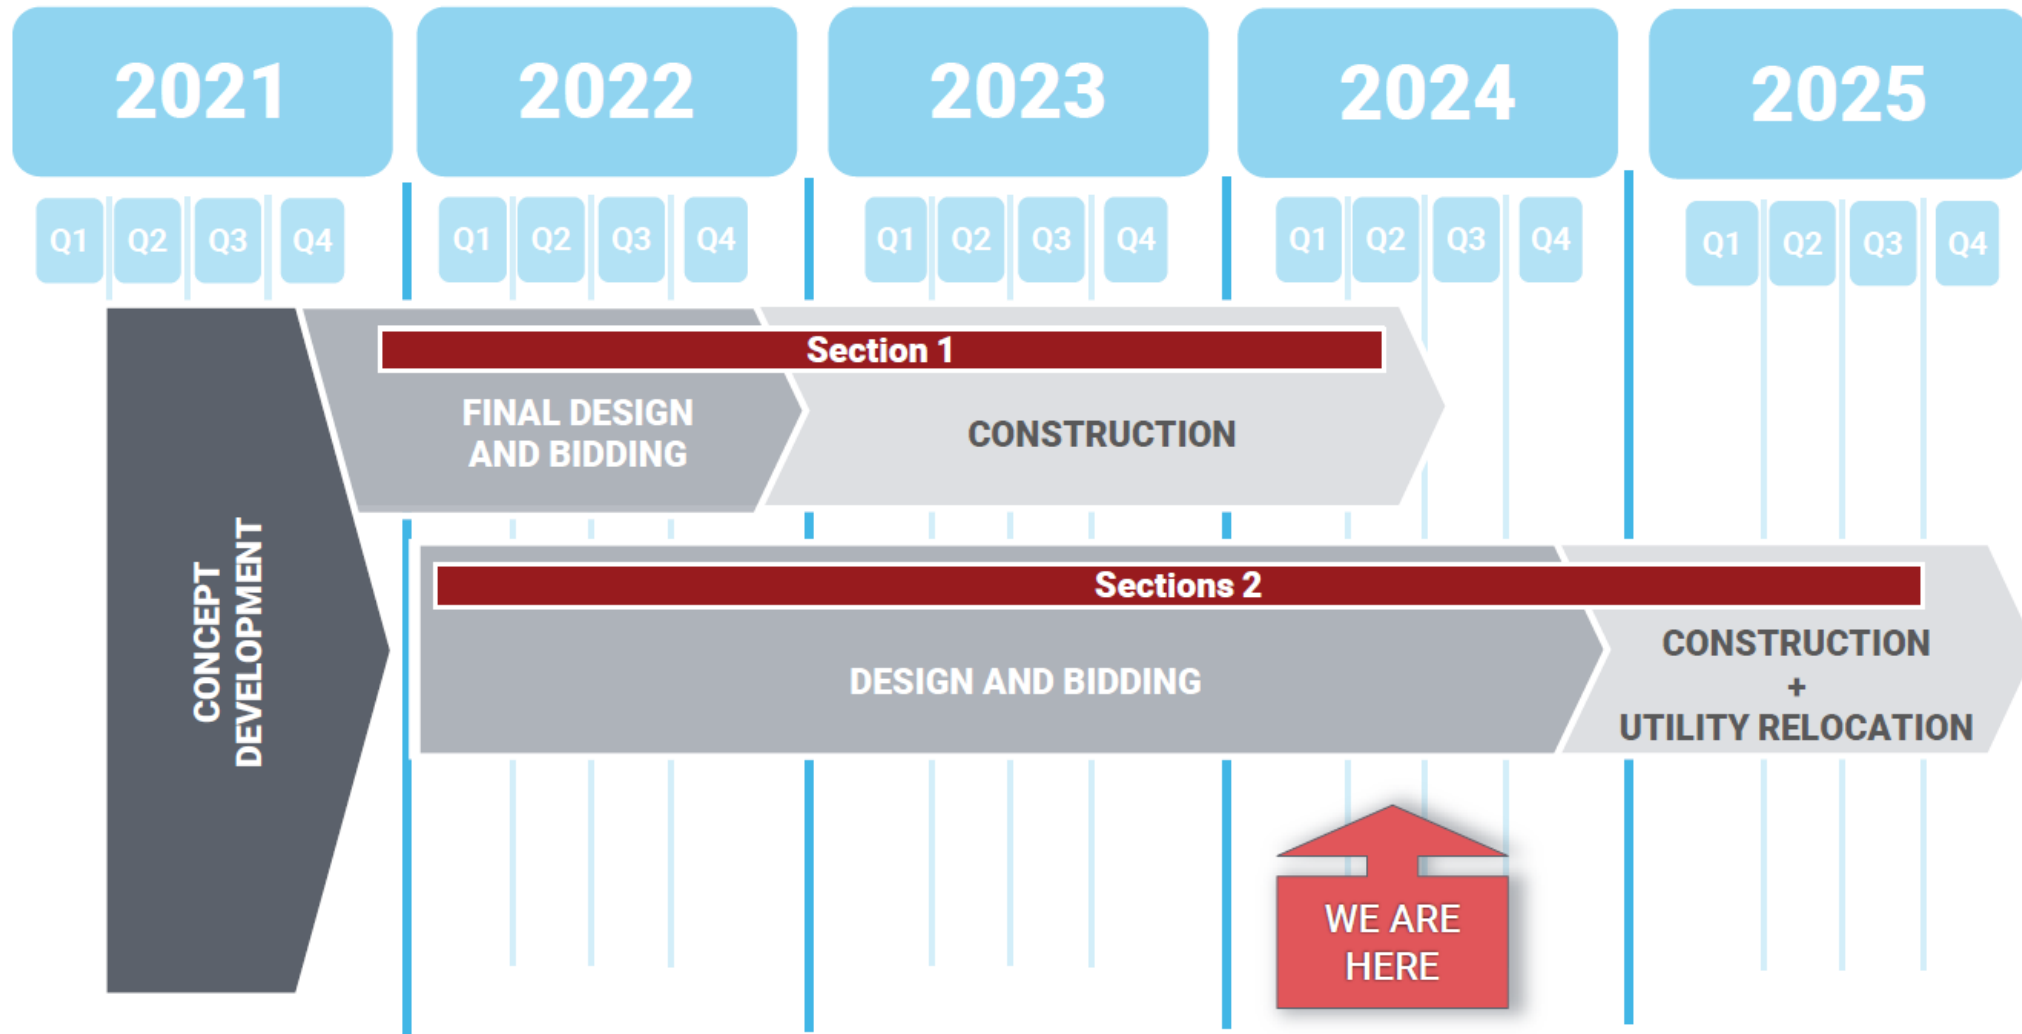 2021
2022
2023
2024
2025
Q1 Q2 Q3 Q4
Q1 Q2 Q3 Q4
Q1 Q2 Q3 Q4
Q1 Q2 Q3 Q4
Q1 Q2 Q3 Q4
Section 1
FINAL DESIGN
AND BIDDING
CONSTRUCTION
CONCEPT
DEVELOPMENT
Sections 2
DESIGN AND BIDDING
CONSTRUCTION
+
UTILITY RELOCATION
WE ARE
HERE